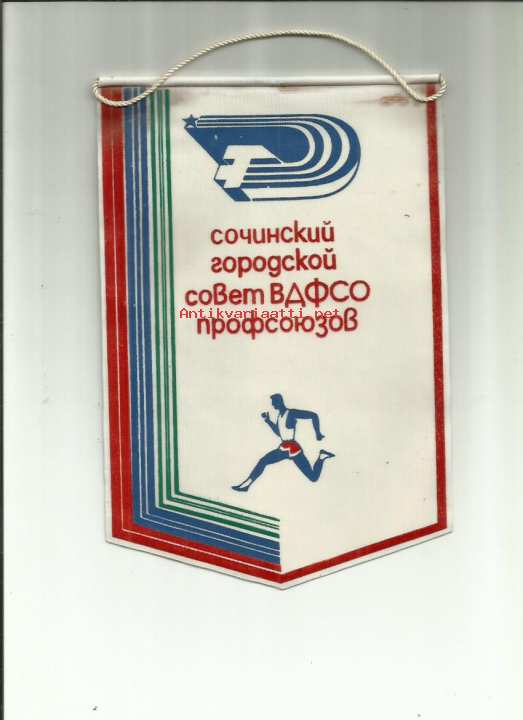 сочинский
городской
совет ВДФСО
Antikvariaatti.net
профсоюзов